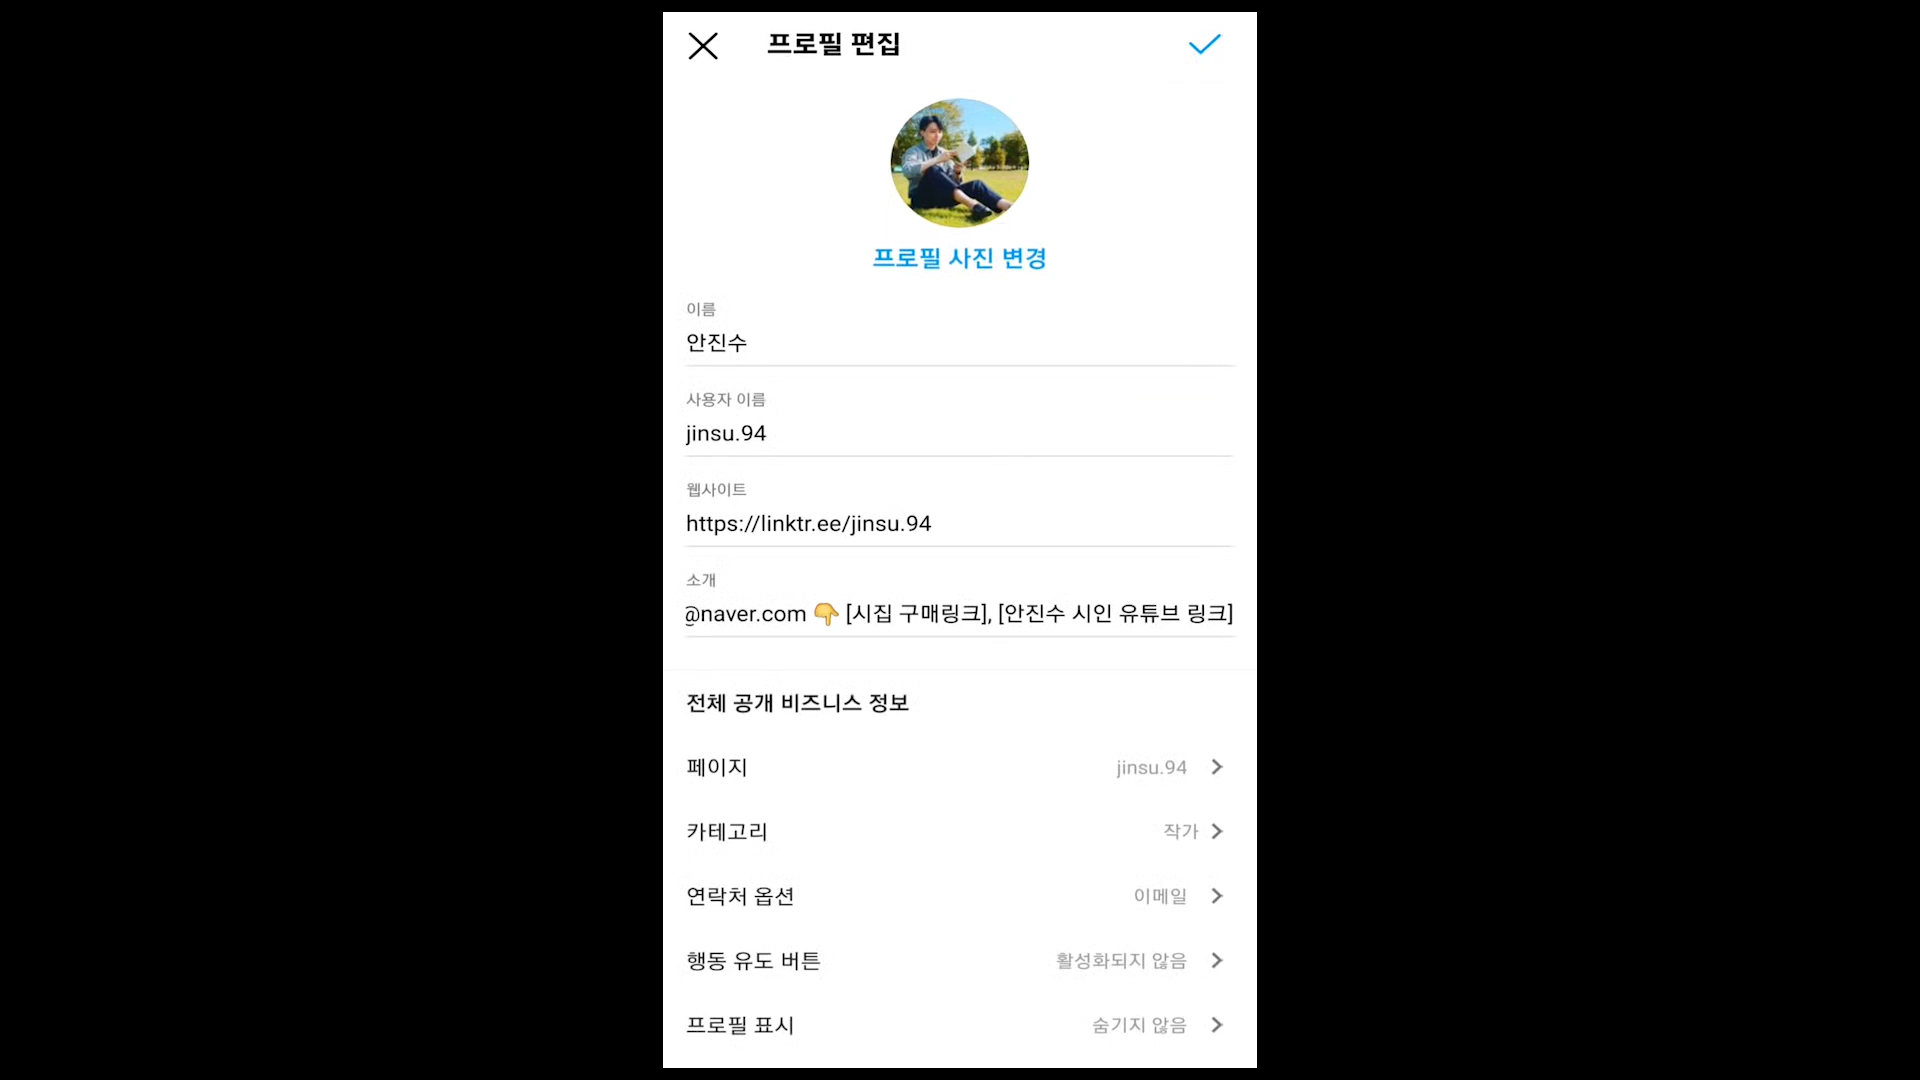 프로필 편집
프로필 사진 변경
이름
안진수
사용자 이름
jinsu.94
웹사이트
https://linktr.ee/jinsu.94
소개
@naver.com 👇 [시집 구매링크], [안진수 시인 유튜브 링크]
전체 공개 비즈니스 정보
페이지 jinsu.94
카테고리 작가
연락처 옵션 이메일
행동 유도 버튼 활성화되지 않음
프로필 표시 숨기지 않음